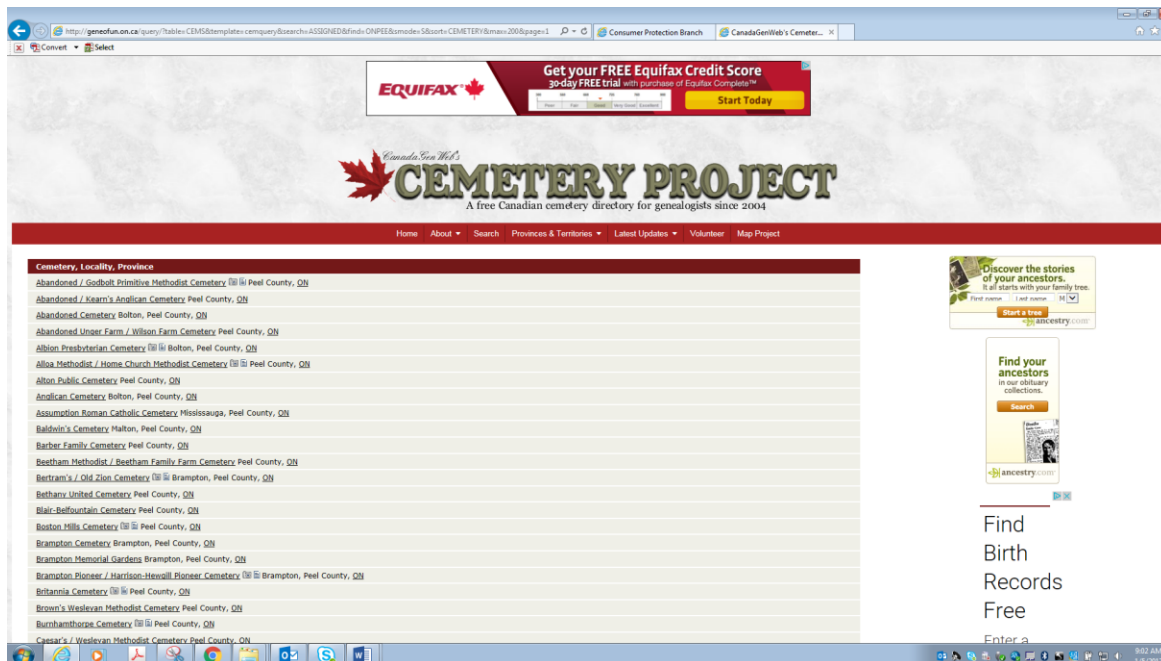 http://geneofun.on.ca/query/?table=CEMS&template=cemquery&search=ASSIGNED&find=ONPEE&smode=S&sort=CEMETERY&max=200&page=1
Consumer Protection Branch
CanadaGenWeb's Cemeter...
Convert
Select
EQUIFAX
Get your FREE Equifax Credit Score
30-day FREE trial with purchase of Equifax Complete™
Poor Fair Good Very Good Excellent
Start Today
CanadaGenWeb's
CEMETERY PROJECT
A free Canadian cemetery directory for genealogists since 2004
Home About Search Provinces & Territories Latest Updates Volunteer Map Project
Cemetery, Locality, Province
Abandoned / Godbolt Primitive Methodist Cemetery Peel County, ON
Abandoned / Kearn's Anglican Cemetery Peel County, ON
Abandoned Cemetery Bolton, Peel County, ON
Abandoned Unger Farm / Wilson Farm Cemetery Peel County, ON
Albion Presbyterian Cemetery Bolton, Peel County, ON
Alloa Methodist / Home Church Methodist Cemetery Peel County, ON
Alton Public Cemetery Peel County, ON
Anglican Cemetery Bolton, Peel County, ON
Assumption Roman Catholic Cemetery Mississauga, Peel County, ON
Baldwin's Cemetery Malton, Peel County, ON
Barber Family Cemetery Peel County, ON
Beetham Methodist / Beetham Family Farm Cemetery Peel County, ON
Bertram's / Old Zion Cemetery Brampton, Peel County, ON
Bethany United Cemetery Peel County, ON
Blair-Belfountain Cemetery Peel County, ON
Boston Mills Cemetery Peel County, ON
Brampton Cemetery Brampton, Peel County, ON
Brampton Memorial Gardens Brampton, Peel County, ON
Brampton Pioneer / Harrison-Hewgill Pioneer Cemetery Brampton, Peel County, ON
Britannia Cemetery Peel County, ON
Brown's Wesleyan Methodist Cemetery Peel County, ON
Burnhamthorpe Cemetery Peel County, ON
Caesar's / Wesleyan Methodist Cemetery Peel County, ON
Discover the stories
of your ancestors.
It all starts with your family tree.
First name Last name M
Start a tree
ancestry.com
Find your
ancestors
in our obituary
collections.
Search
ancestry.com
Find
Birth
Records
Free
Enter a
9:02 AM